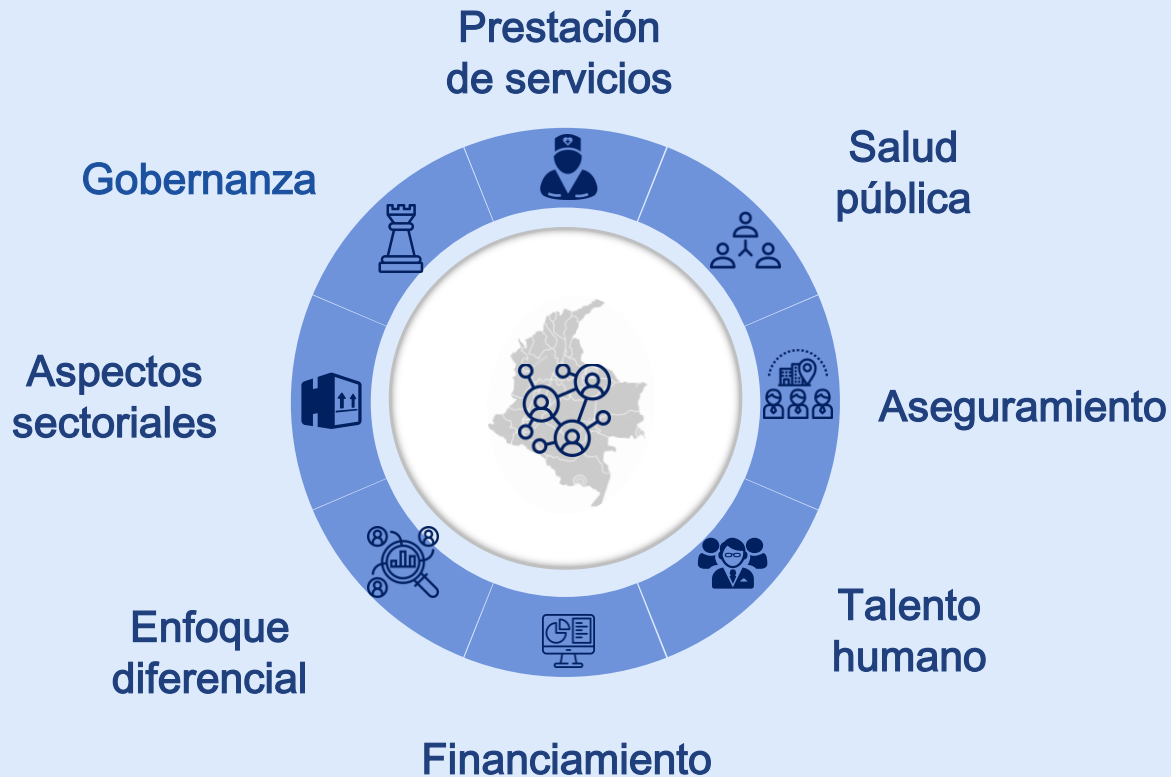 Prestación
de servicios
Salud
pública
Aseguramiento
Talento
humano
Financiamiento
Enfoque
diferencial
Aspectos
sectoriales
Gobernanza